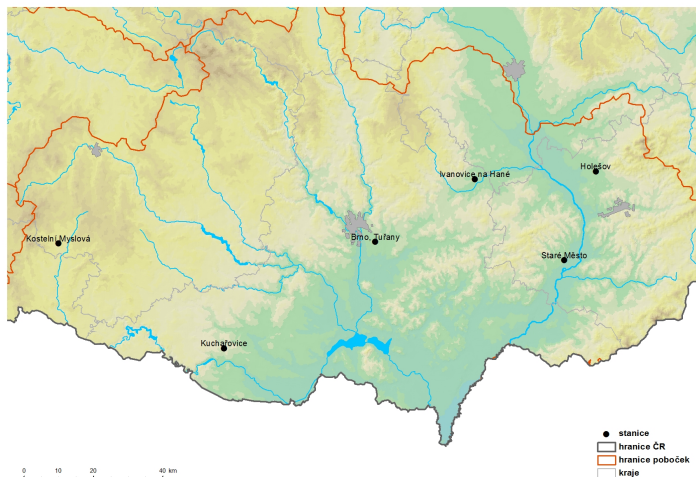 Holešov
Ivanovice na Hané
Kostelní Myslová
Brno, Tuřany
Staré Město
Kuchařovice
stanice
hranice ČR
hranice poboček
kraje
0 10 20 40 km